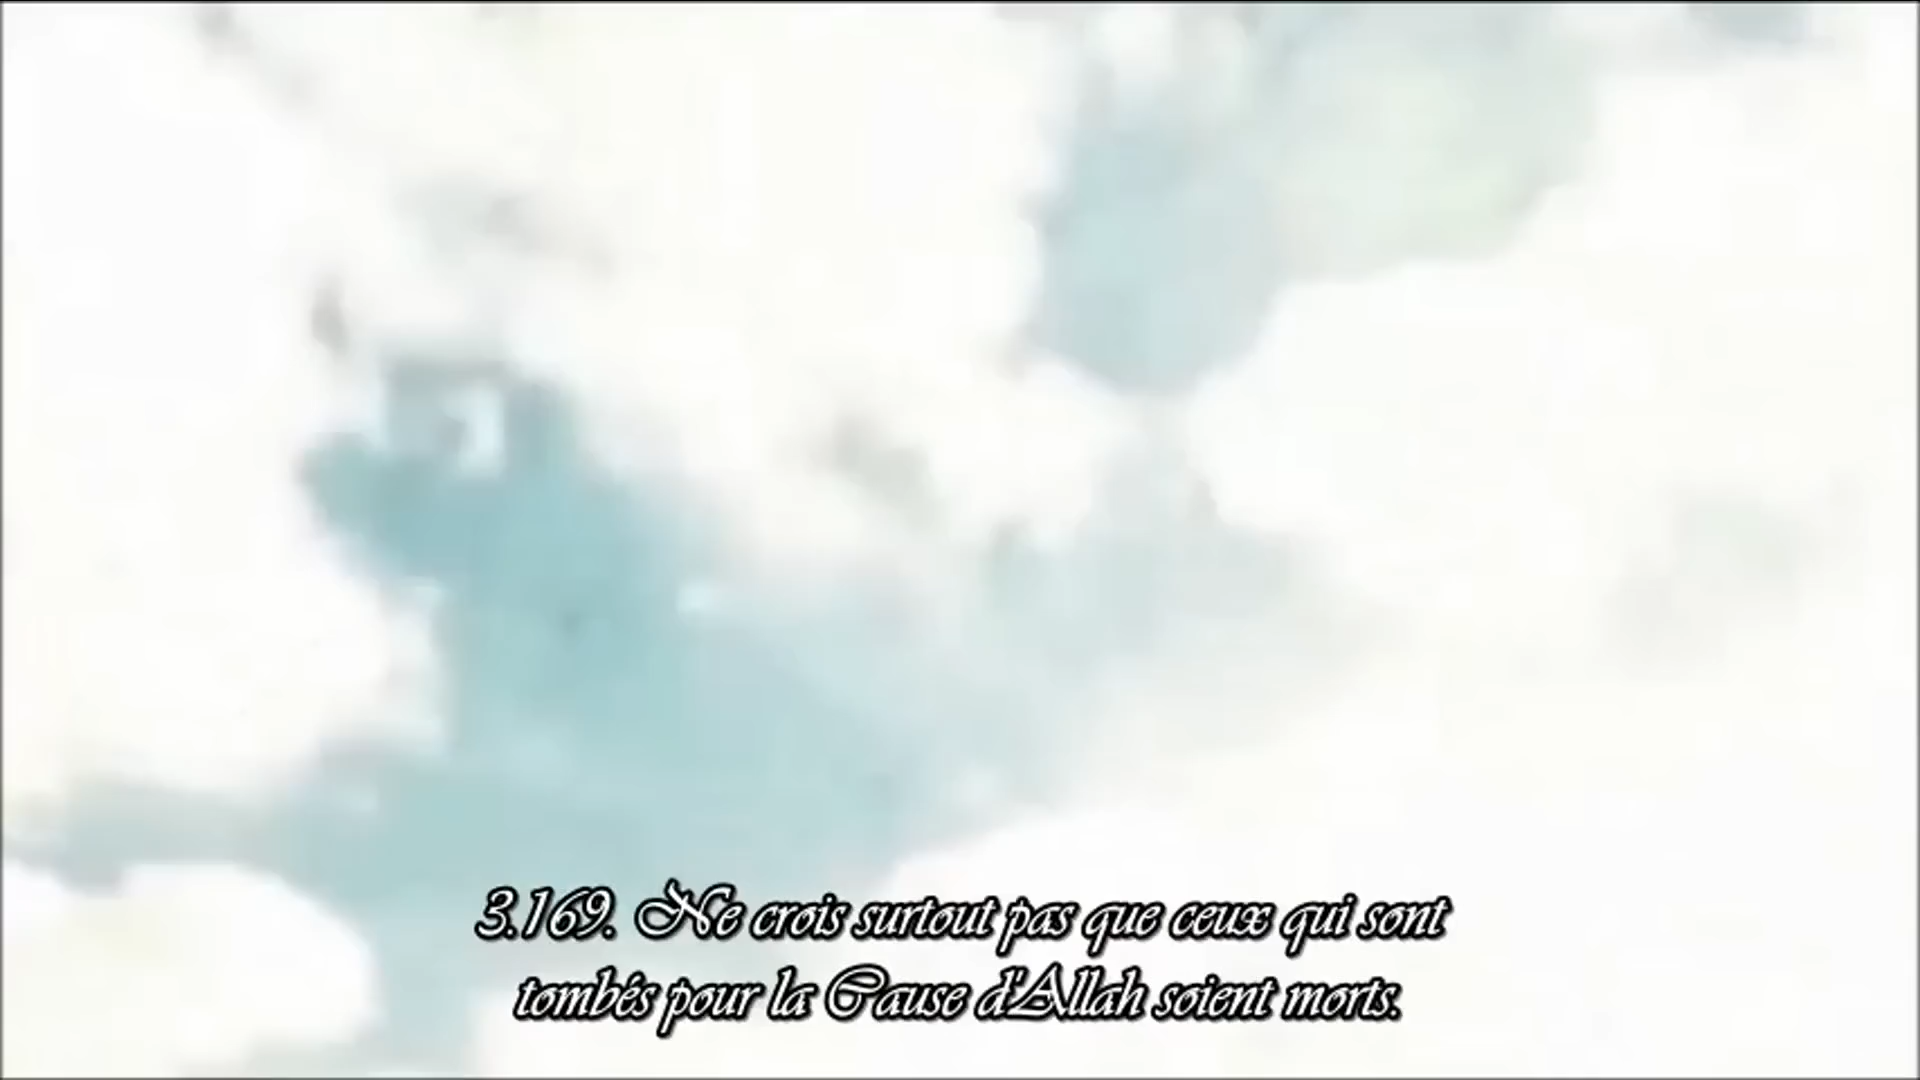 3.169. Ne crois surtout pas que ceux qui sont
tombés pour la Cause d'Allah soient morts.